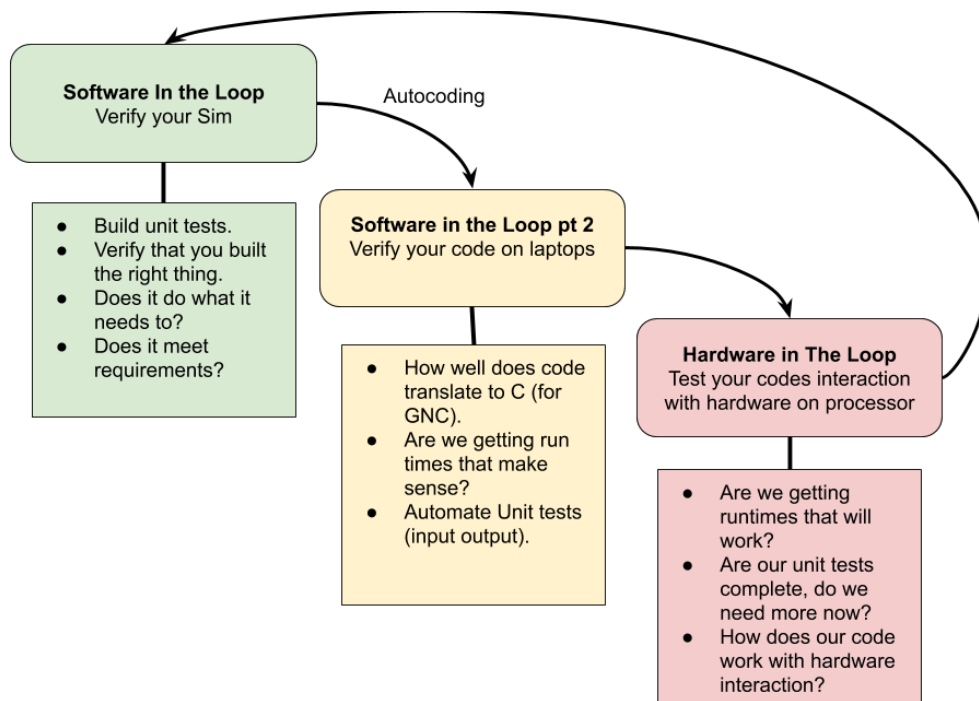 Software In the Loop
Verify your Sim
Autocoding
● Build unit tests.
● Verify that you built
the right thing.
● Does it do what it
needs to?
● Does it meet
requirements?
Software in the Loop pt 2
Verify your code on laptops
● How well does code
translate to C (for
GNC).
● Are we getting run
times that make
sense?
● Automate Unit tests
(input output).
Hardware in The Loop
Test your codes interaction
with hardware on processor
● Are we getting
runtimes that will
work?
● Are our unit tests
complete, do we
need more now?
● How does our code
work with hardware
interaction?